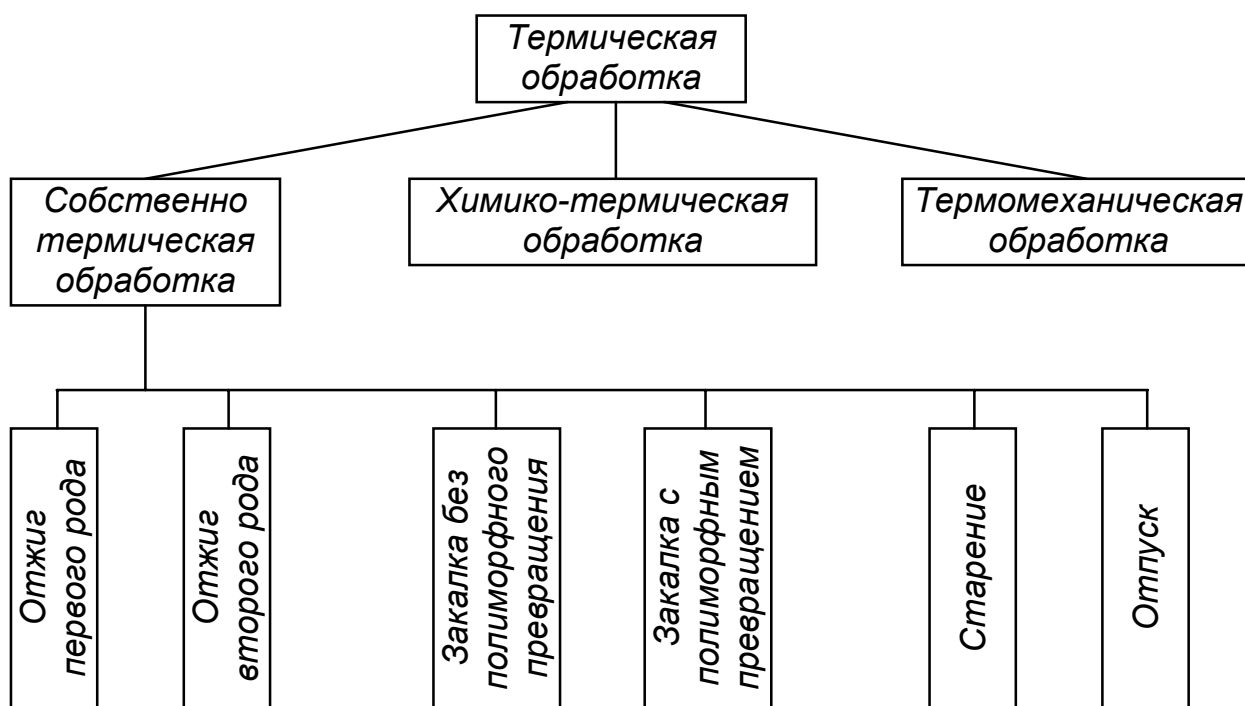 Термическая
обработка
Собственно
термическая
обработка
Химико-термическая
обработка
Термомеханическая
обработка
Отжиг
первого рода
Отжиг
второго рода
Закалка без
полиморфного
превращения
Закалка с
полиморфным
превращением
Старение
Отпуск